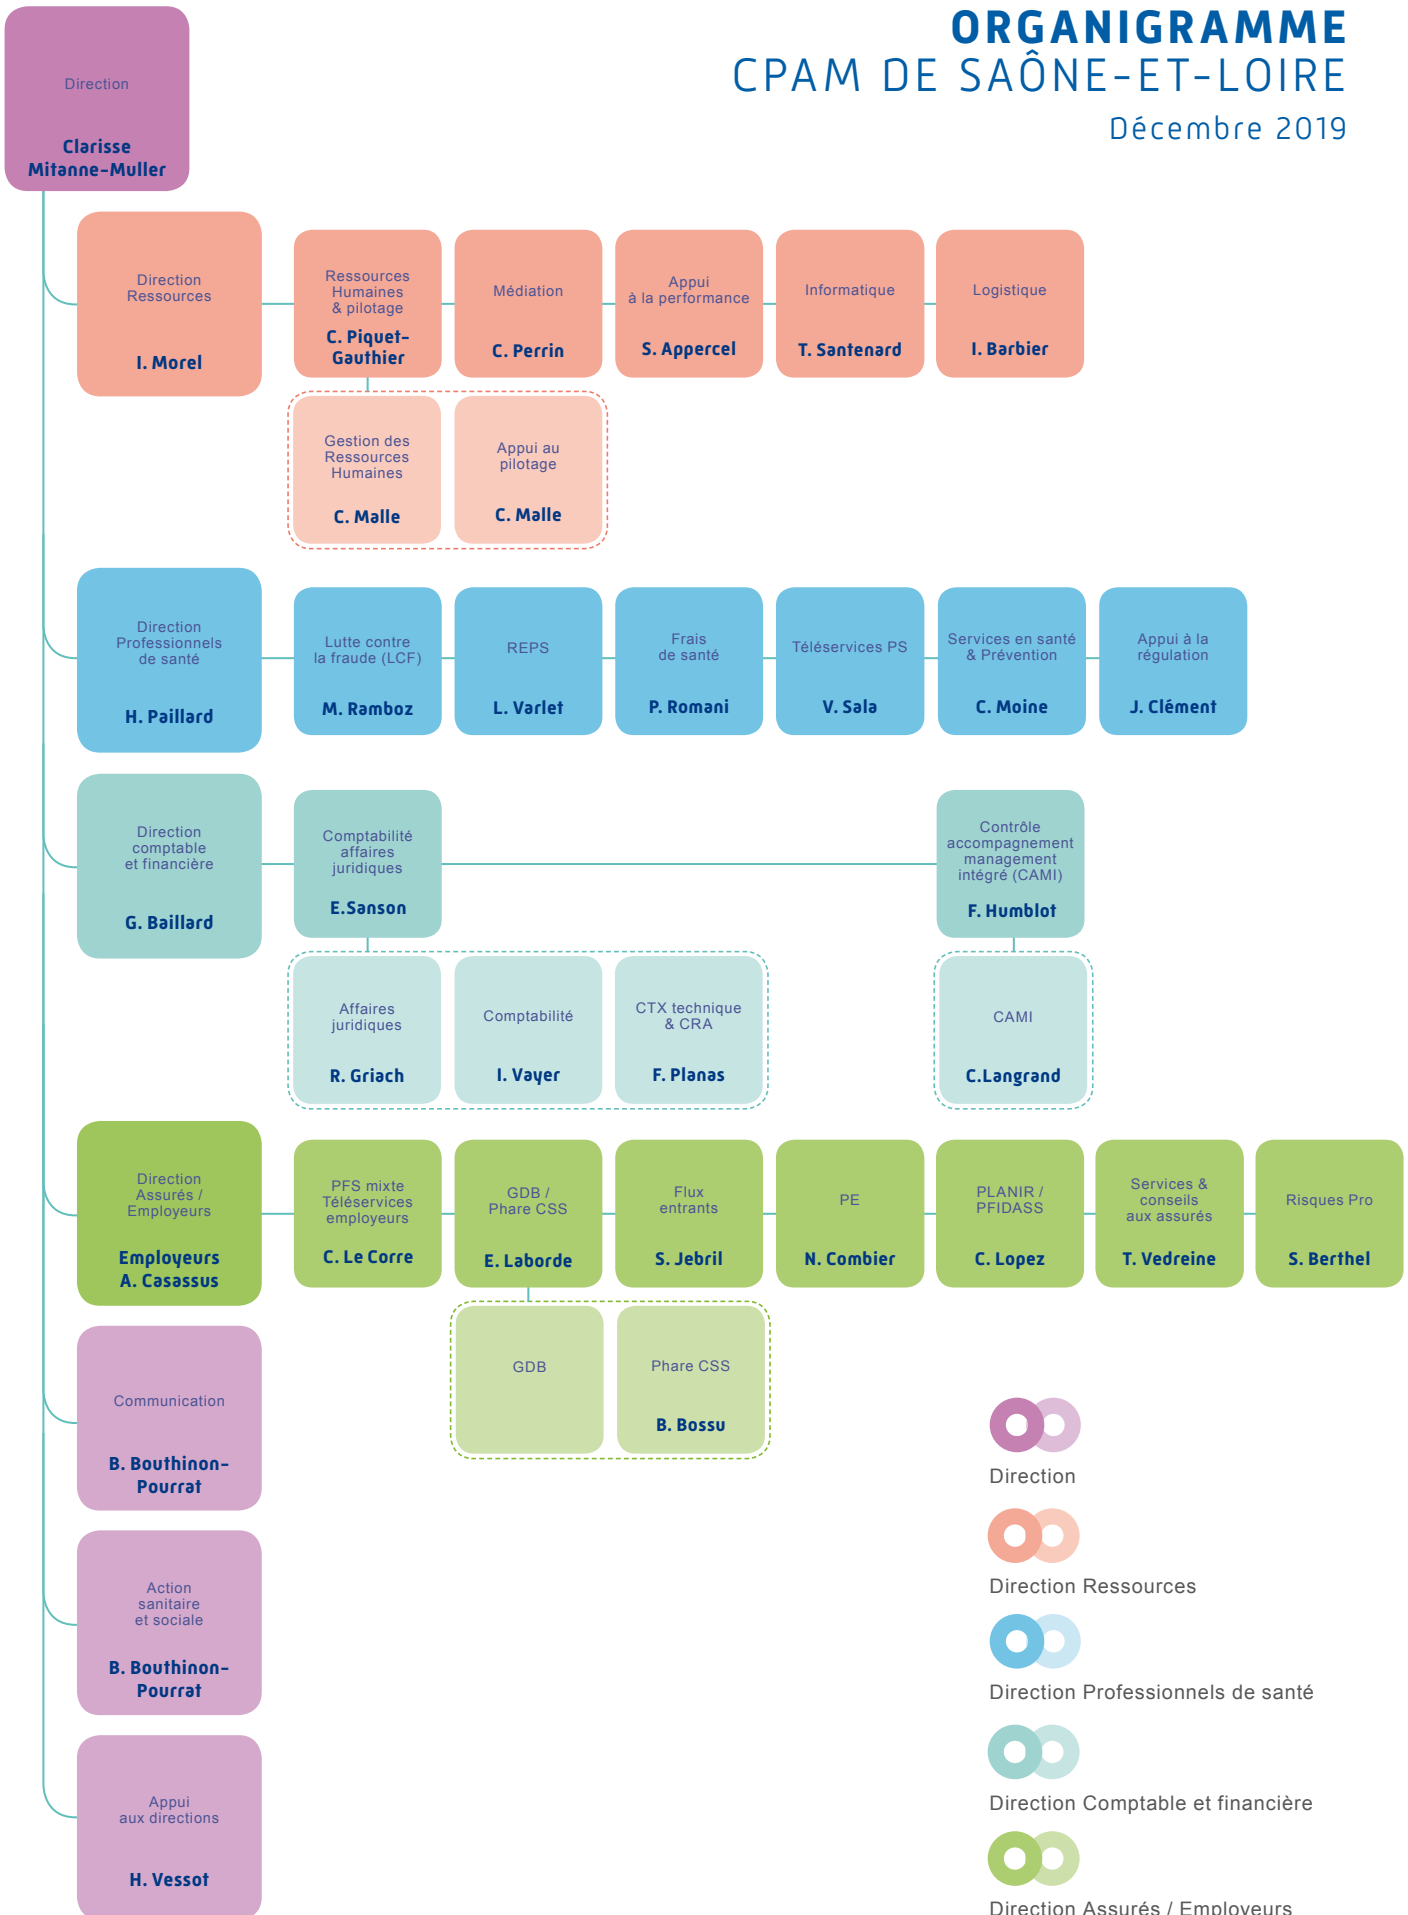 ORGANIGRAMME
CPAM DE SAÔNE-ET-LOIRE
Décembre 2019
Direction
Clarisse
Mitanne-Muller
Direction
Ressources
I. Morel
Ressources
Humaines
& pilotage
C. Piquet-
Gauthier
Médiation
C. Perrin
Appui
à la performance
S. Appercel
Informatique
T. Santenard
Logistique
I. Barbier
Gestion des
Ressources
Humaines
C. Malle
Appui au
pilotage
C. Malle
Direction
Professionnels
de santé
H. Paillard
Lutte contre
la fraude (LCF)
M. Ramboz
REPS
L. Varlet
Frais
de santé
P. Romani
Téléservices PS
V. Sala
Services en santé
& Prévention
C. Moine
Appui à la
régulation
J. Clément
Direction
comptable
et financière
G. Baillard
Comptabilité
affaires
juridiques
E.Sanson
Contrôle
accompagnement
management
intégré (CAMI)
F. Humblot
Affaires
juridiques
R. Griach
Comptabilité
I. Vayer
CTX technique
& CRA
F. Planas
CAMI
C.Langrand
Direction
Assurés /
Employeurs
Employeurs
A. Casassus
PFS mixte
Téléservices
employeurs
C. Le Corre
GDB /
Phare CSS
E. Laborde
Flux
entrants
S. Jebril
PE
N. Combier
PLANIR /
PFIDASS
C. Lopez
Services &
conseils
aux assurés
T. Vedreine
Risques Pro
S. Berthel
GDB
Phare CSS
B. Bossu
Communication
B. Bouthinon-
Pourrat
Action
sanitaire
et sociale
B. Bouthinon-
Pourrat
Appui
aux directions
H. Vessot
Direction
Direction Ressources
Direction Professionnels de santé
Direction Comptable et financière
Direction Assurés / Employeurs